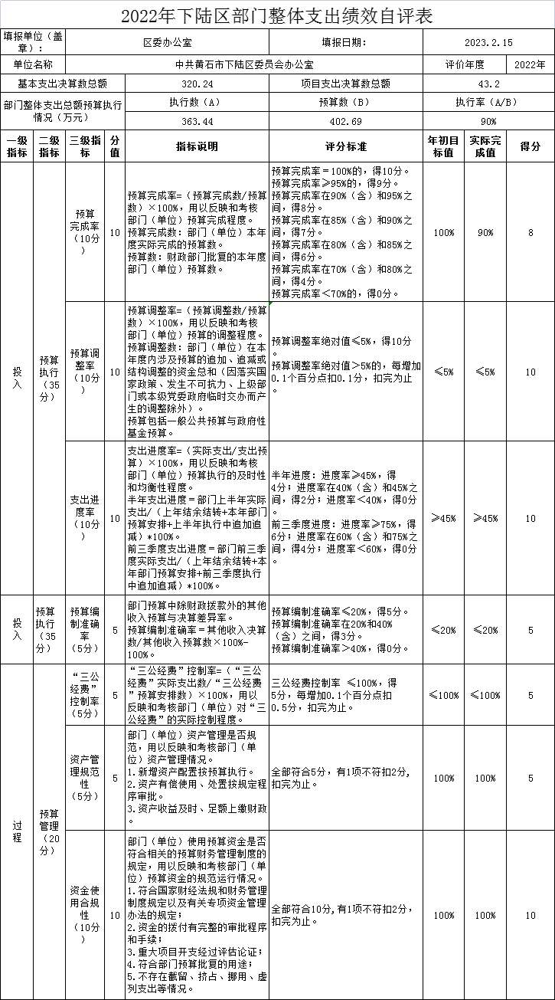 2022年下陆区部门整体支出绩效自评表
填报单位（盖
章）：
区委办公室
填报日期：
2023.2.15
单位名称
中共黄石市下陆区委员会办公室
评价年度
2022年
基本支出决算数总额
320.24
项目支出决算数总额
43.2
部门整体支出总额预算执行
情况（万元）
执行数（A）
预算数（B）
执行率（A/B）
363.44
402.69
90%
一级
指标
二级
指标
三级指
标
分
值
指标说明
评分标准
年初目
标值
实际完
成值
得分
投
入
预算
执行
（35
分）
预算
完成率
（10分
）
10
预算完成率=（预算完成数/预算
数）×100%，用以反映和考核
部门（单位）预算完成程度。
预算完成数：部门（单位）本年
度实际完成的预算数。
预算数：财政部门批复的本年度
部门（单位）预算数。
预算完成率＝100%的，得10分。
预算完成率≥95%的，得9分。
预算完成率在90%（含）和95%之
间，得8分。
预算完成率在85%（含）和90%之
间，得7分。
预算完成率在80%（含）和85%之
间，得6分。
预算完成率在70%（含）和80%之
间，得4分。
预算完成率＜70%的，得0分。
100%
90%
8
预算调整
率
（10分）
10
预算调整率=（预算调整数/预算
数）×100%，用以反映和考核
部门（单位）预算的调整程度。
预算调整数：部门（单位）在本
年度内涉及预算的追加、追减或
结构调整的资金总和（因落实国
家政策、发生不可抗力、上级部
门或本级党委政府临时交办而产
生的调整除外）。
预算包括一般公共预算与政府性
基金预算。
预算调整率绝对值≤5%，得10分
。
预算调整率绝对值＞5%的，每增加
0.1个百分点扣0.1分，扣完为止。
≤5%
≤5%
10
支出进
度率
（10分）
10
支出进度率=（实际支出/支出预
算）×100%，用以反映和考核
部门（单位）预算执行的及时性
和均衡性程度。
半年支出进度＝部门上半年实际
支出/（上年结余结转+本年部门
预算安排+上半年执行中追加追
减）*100%。
前三季度支出进度＝部门前三季
度实际支出/（上年结余结转+本
年部门预算安排+前三季度执行
中追加追减）*100%。
半年进度：进度率≥45%，得
4分；进度率在40%（含）和45%之
间，得2分；进度率＜40%，得0分
。
前三季度进度：进度率≥75%，得
6分；进度率在60%（含）和75%之
间，得4分；进度率＜60%，得0分
。
≥45%
≥45%
10
投
入
预算
执行
（35
分）
预算编
制准确
率
（5分）
5
部门预算中除财政拨款外的其他
收入预算与决算差异率。
预算编制准确率＝其他收入决算
数/其他收入预算数×100%-
100%。
预算编制准确率≤20%，得5分。
预算编制准确率在20%和40%
（含）之间，得3分。
预算编制准确率＞40%，得0分。
≤20%
≤20%
5
过
程
预算
管理
（20
分）
“三公
经费”
控制率
（5分）
5
“三公经费”控制率=（“三公
经费”实际支出数/“三公经费
”预算安排数）×100%，用以
反映和考核部门（单位）对“三
公经费”的实际控制程度。
三公经费控制率 ≤100%，得
5分，每增加0.1个百分点扣
0.5分，扣完为止。
≤100%
≤100%
5
资产管
理规范
性
（5分）
5
部门（单位）资产管理是否规
范，用以反映和考核部门（单
位）资产管理情况。
1.新增资产配置按预算执行。
2.资产有偿使用、处置按规定程
序审批。
3.资产收益及时、足额上缴财政。
全部符合5分，有1项不符扣2分,
扣完为止。
100%
100%
5
资金使
用合规
性
（10分）
10
部门（单位）使用预算资金是否
符合相关的预算财务管理制度的
规定，用以反映和考核部门（单
位）预算资金的规范运行情况。
1.符合国家财经法规和财务管理
制度规定以及有关专项资金管理
办法的规定；
2.资金的拨付有完整的审批程序
和手续；
3.重大项目开支经过评估论证；
4.符合部门预算批复的用途；
5.不存在截留、挤占、挪用、虚
列支出等情况。
全部符合10分,有1项不符扣2分，
扣完为止。
100%
100%
10